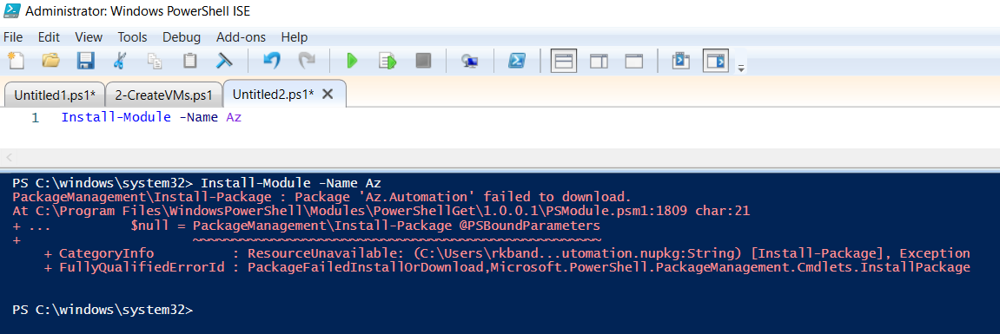 Administrator: Windows PowerShell ISE
File Edit View Tools Debug Add-ons Help
Untitled1.ps1* 2-CreateVMs.ps1 Untitled2.ps1* X
1 Install-Module -Name Az
PS C:\windows\system32> Install-Module -Name Az
PackageManagement\Install-Package : Package 'Az.Automation' failed to download.
At C:\Program Files\WindowsPowerShell\Modules\PowerShellGet\1.0.0.1\PSModule.psm1:1809 char:21
+ ... $null = PackageManagement\Install-Package @PSBoundParameters
+ ~~~~~~~~~~~~~~~~~~~~~~~~~~~~~~~~~~~~~~~~~~~~~~~~~~~~
+ CategoryInfo : ResourceUnavailable: (C:\Users\rkband...utomation.nupkg:String) [Install-Package], Exception
+ FullyQualifiedErrorId : PackageFailedInstallOrDownload,Microsoft.PowerShell.PackageManagement.Cmdlets.InstallPackage
PS C:\windows\system32>